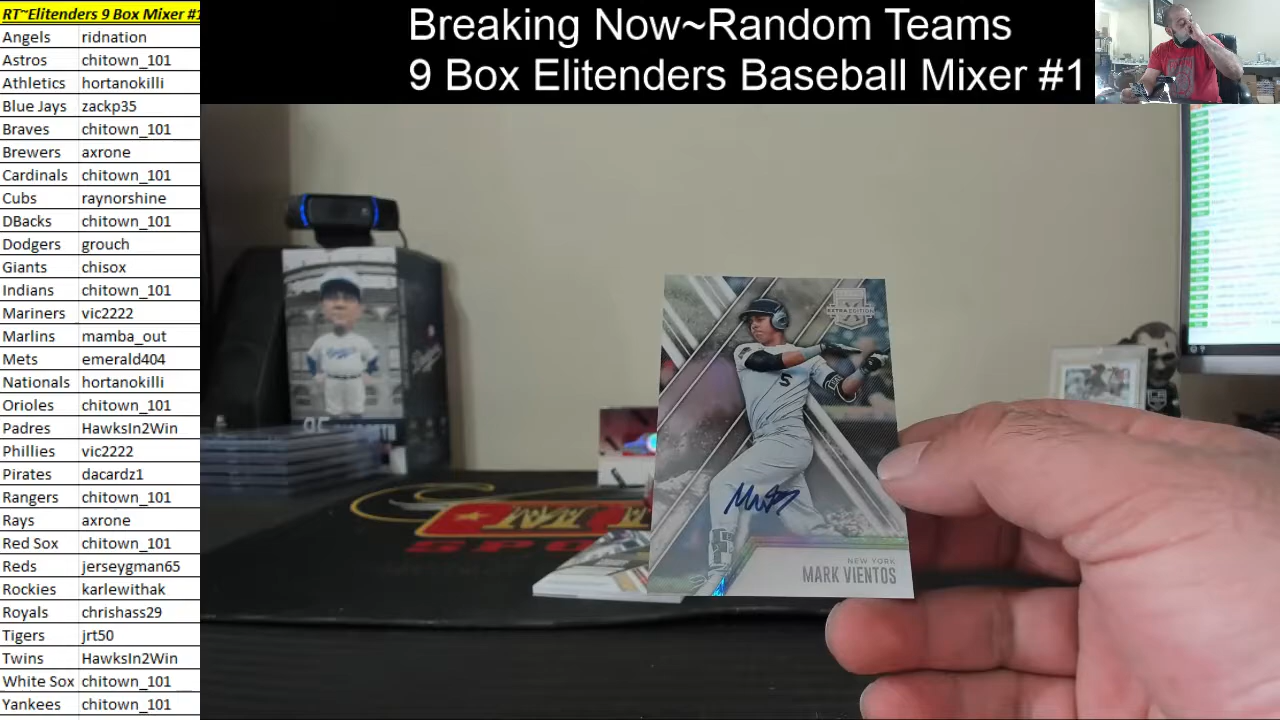 RT~Elitenders 9 Box Mixer #1
Angels ridnation
Astros chitown_101
Athletics hortanokilli
Blue Jays zackp35
Braves chitown_101
Brewers axrone
Cardinals chitown_101
Cubs raynorshine
DBacks chitown_101
Dodgers grouch
Giants chisox
Indians chitown_101
Mariners vic2222
Marlins mamba_out
Mets emerald404
Nationals hortanokilli
Orioles chitown_101
Padres HawksIn2Win
Phillies vic2222
Pirates dacardz1
Rangers chitown_101
Rays axrone
Red Sox chitown_101
Reds jerseygman65
Rockies karlewithak
Royals chrishass29
Tigers jrt50
Twins HawksIn2Win
White Sox chitown_101
Yankees chitown_101
Breaking Now~Random Teams
9 Box Elitenders Baseball Mixer #1
EXTRA EDITION
5
NEW YORK
MARK VIENTOS